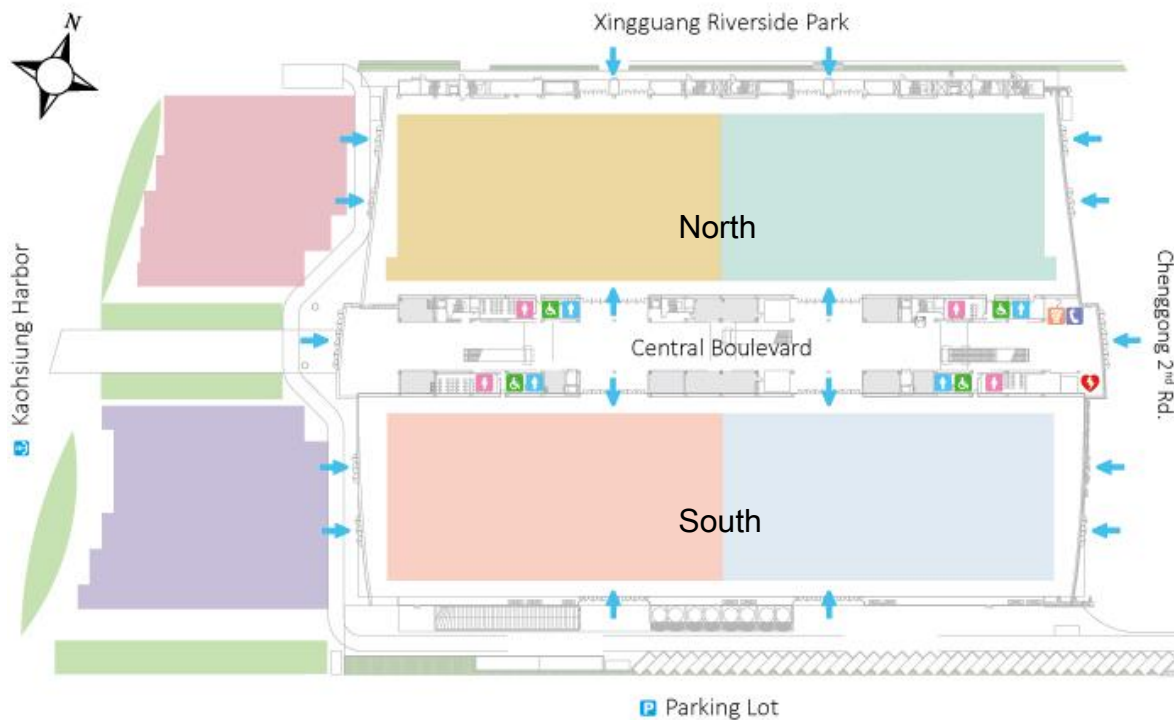 N
Xingguang Riverside Park
North
Kaohsiung Harbor
Central Boulevard
Chenggong 2nd Rd.
South
P Parking Lot